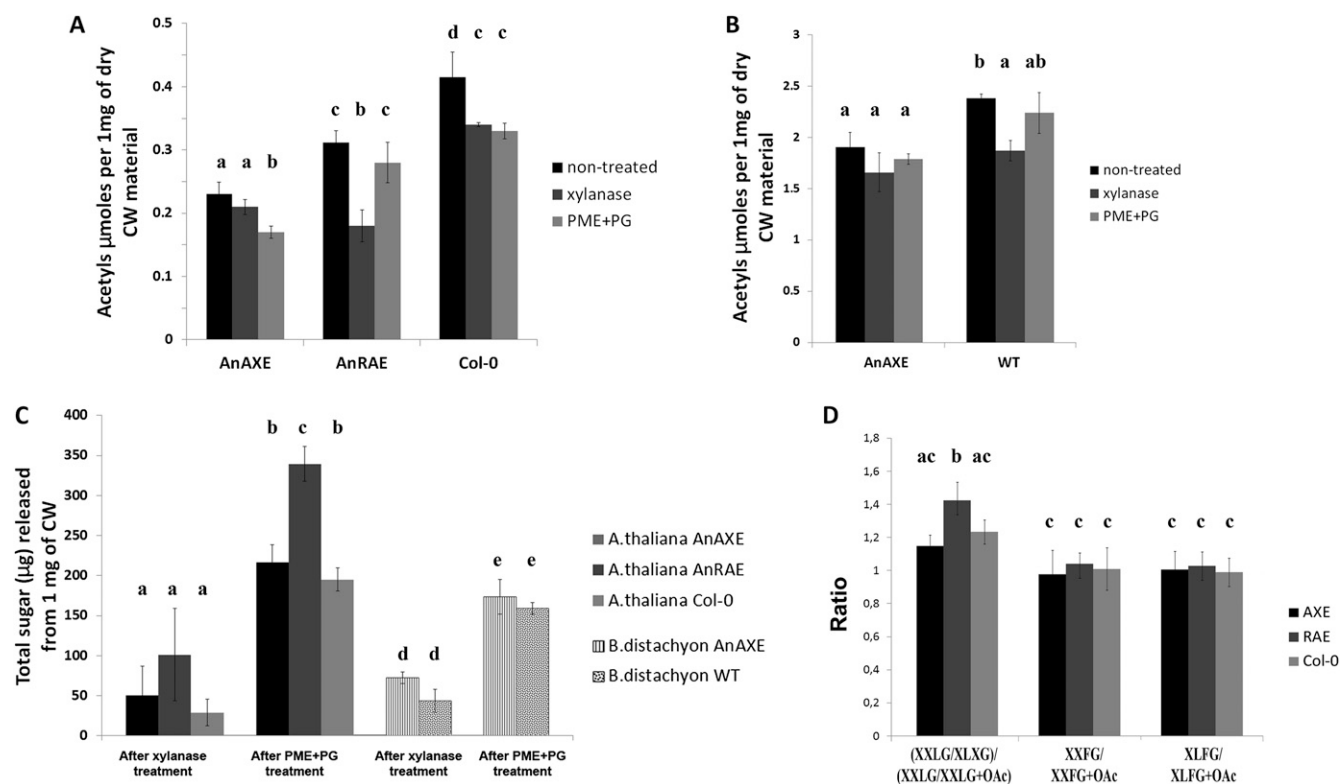 A
Acetyls μmoles per 1mg of dry
CW material
0.5
0.4
0.3
0.2
0.1
0
a a b
c b c
d c c
AnAXE AnRAE Col-0
non-treated
xylanase
PME+PG
B
Acetyls μmoles per 1mg of dry
CW material
3
2.5
2
1.5
1
0.5
0
a a a
b a ab
AnAXE WT
non-treated
xylanase
PME+PG
C
Total sugar (μg) released
from 1 mg of CW
400
350
300
250
200
150
100
50
0
a a a
b c b
d d
e e
After xylanase
treatment
After PME+PG
treatment
After xylanase
treatment
After PME+PG
treatment
A.thaliana AnAXE
A.thaliana AnRAE
A.thaliana Col-0
B.distachyon AnAXE
B.distachyon WT
D
Ratio
1,8
1,6
1,4
1,2
1
0,8
0,6
0,4
0,2
0
ac b ac
c c c
c c c
(XXLG/XLXG)/
(XXLG/XXLG+OAc)
XXFG/
XXFG+OAc
XLFG/
XLFG+OAc
AXE
RAE
Col-0